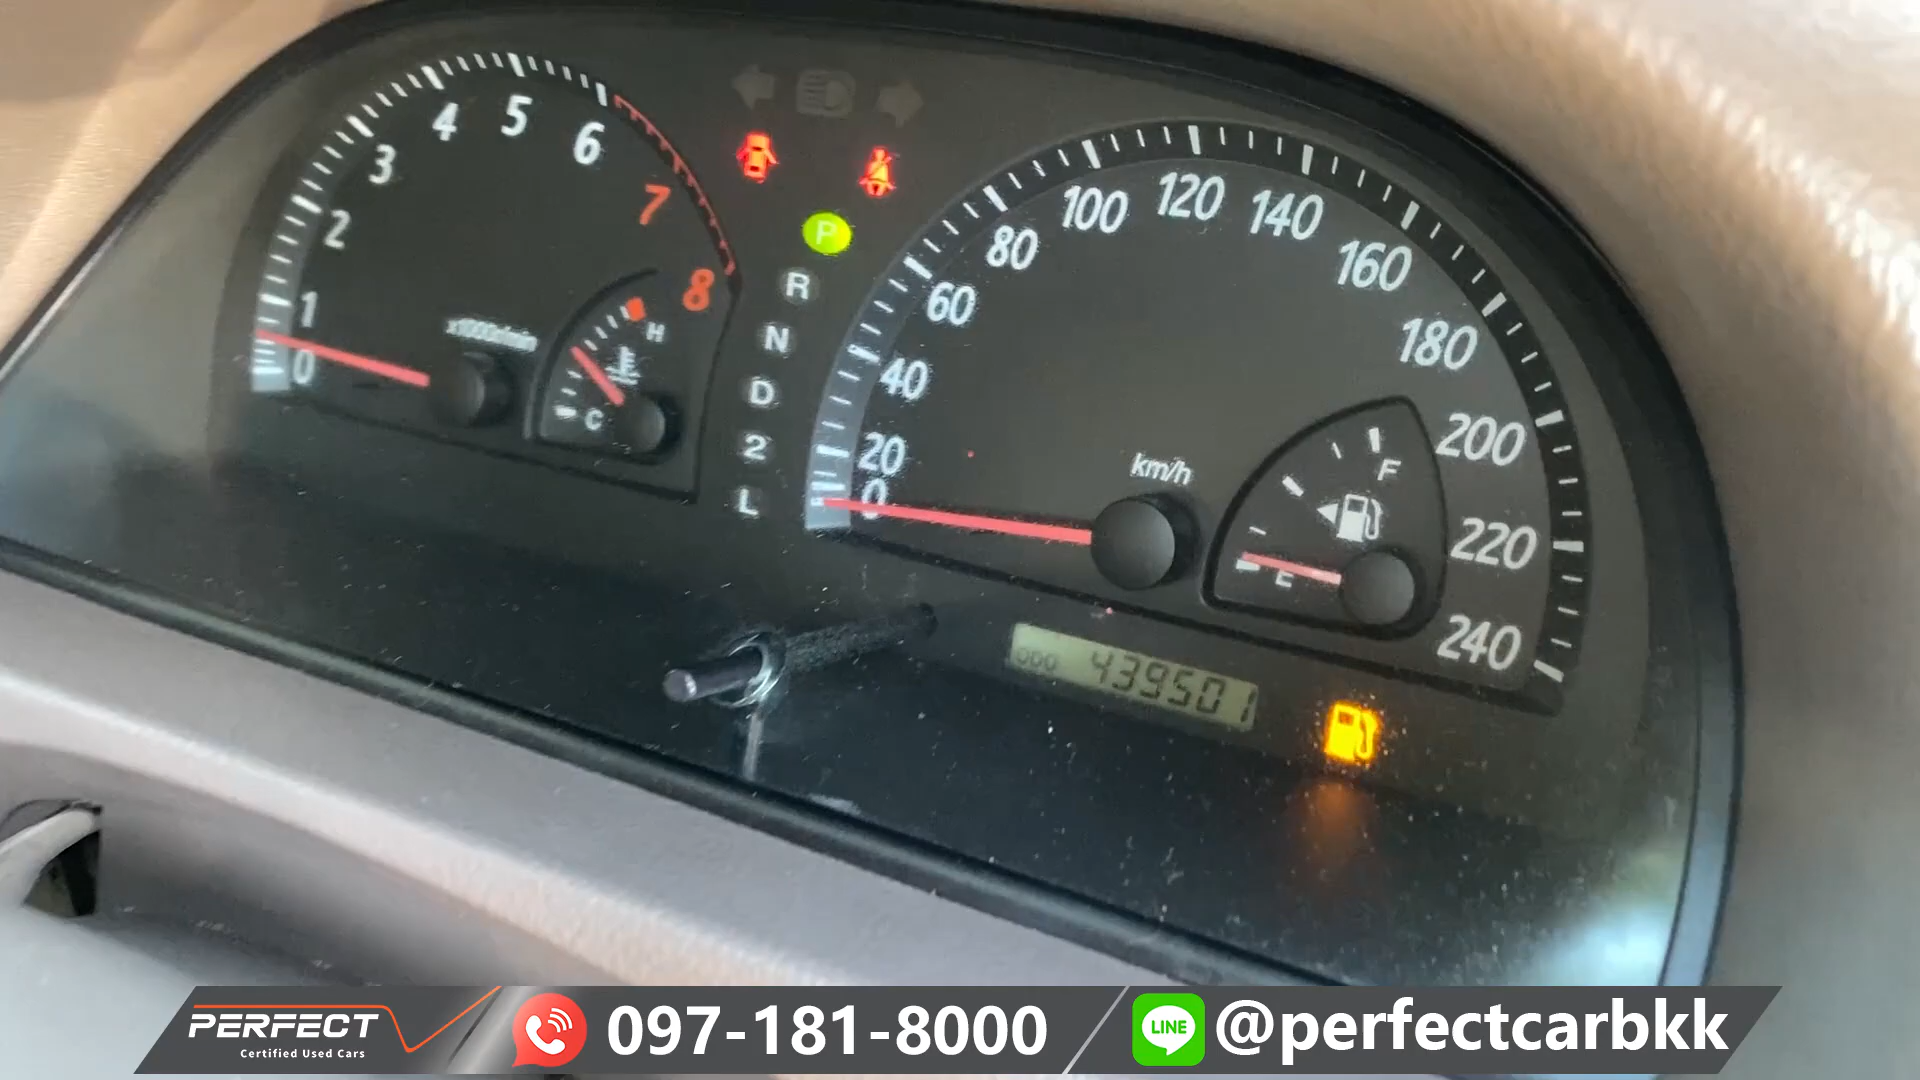 0
1
2
3
4
5
6
7
8
x1000r/min
H
C
P
R
N
D
2
L
0
20
40
60
80
100
120
140
160
180
200
220
240
km/h
F
E
ODO 439501
PERFECT
Certified Used Cars
097-181-8000
LINE
@perfectcarbkk